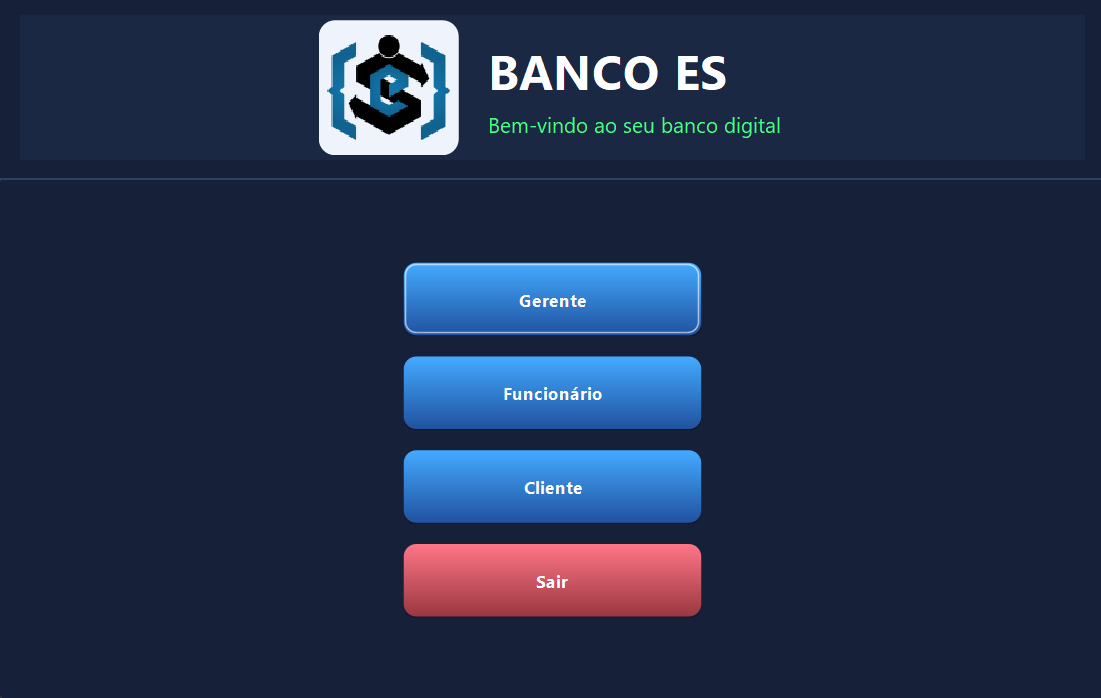 BANCO ES
Bem-vindo ao seu banco digital
Gerente
Funcionário
Cliente
Sair